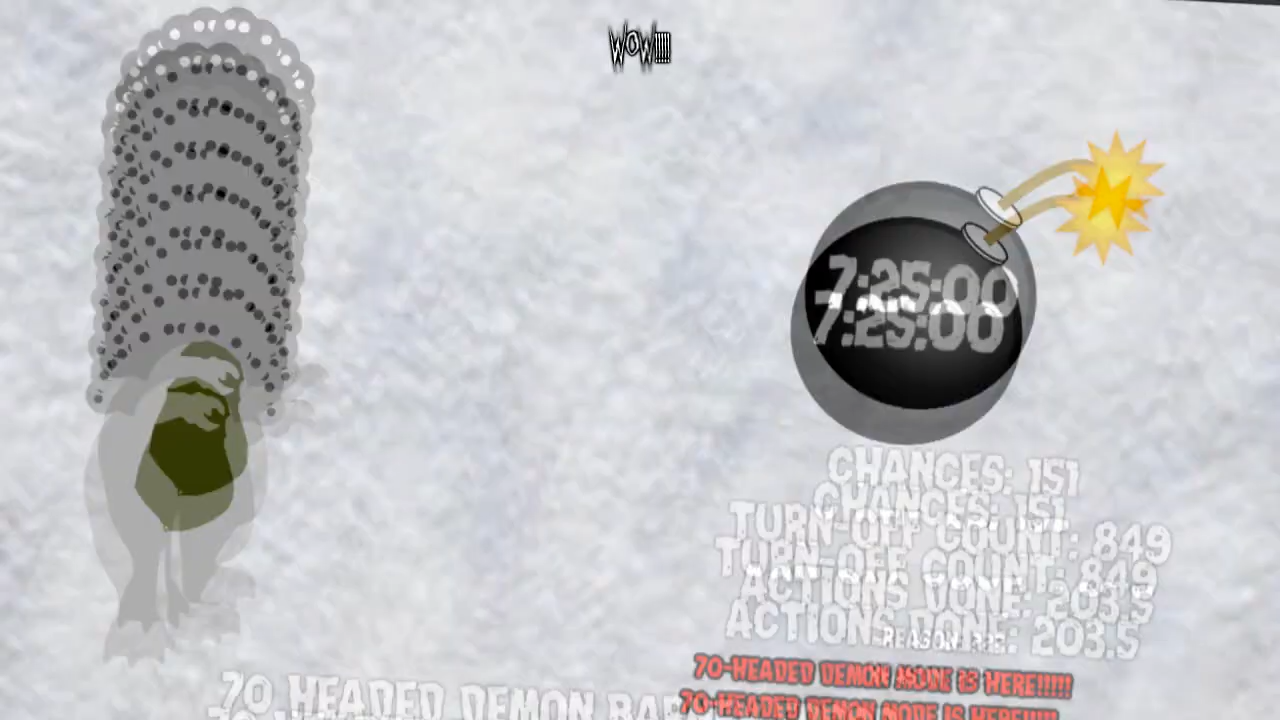 WOW!!!!!
7:25:00
7:25:00
CHANCES: 151
CHANCES: 151
TURN-OFF COUNT: 849
TURN-OFF COUNT: 849
ACTIONS DONE: 203.5
ACTIONS DONE: 203.5
REASON
70-HEADED DEMON MODE IS HERE!!!!!
70-HEADED DEMON MODE IS HERE!!!!!
70 HEADED DEMON